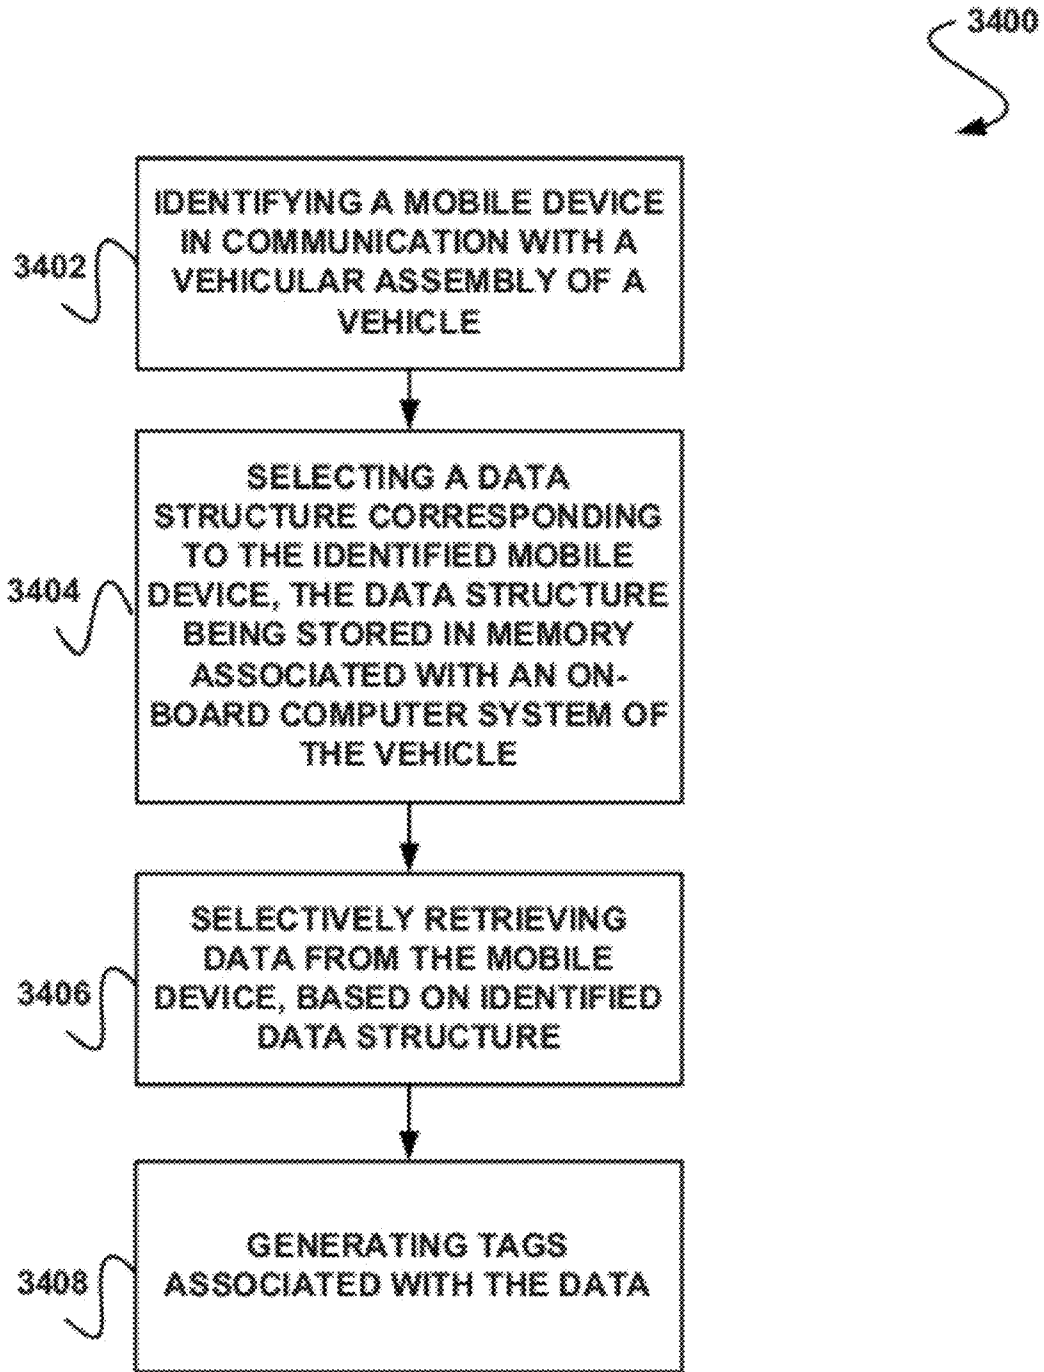 3400
IDENTIFYING A MOBILE DEVICE
IN COMMUNICATION WITH A
VEHICULAR ASSEMBLY OF A
VEHICLE
3402
SELECTING A DATA
STRUCTURE CORRESPONDING
TO THE IDENTIFIED MOBILE
DEVICE, THE DATA STRUCTURE
BEING STORED IN MEMORY
ASSOCIATED WITH AN ON-
BOARD COMPUTER SYSTEM OF
THE VEHICLE
3404
SELECTIVELY RETRIEVING
DATA FROM THE MOBILE
DEVICE, BASED ON IDENTIFIED
DATA STRUCTURE
3406
GENERATING TAGS
ASSOCIATED WITH THE DATA
3408